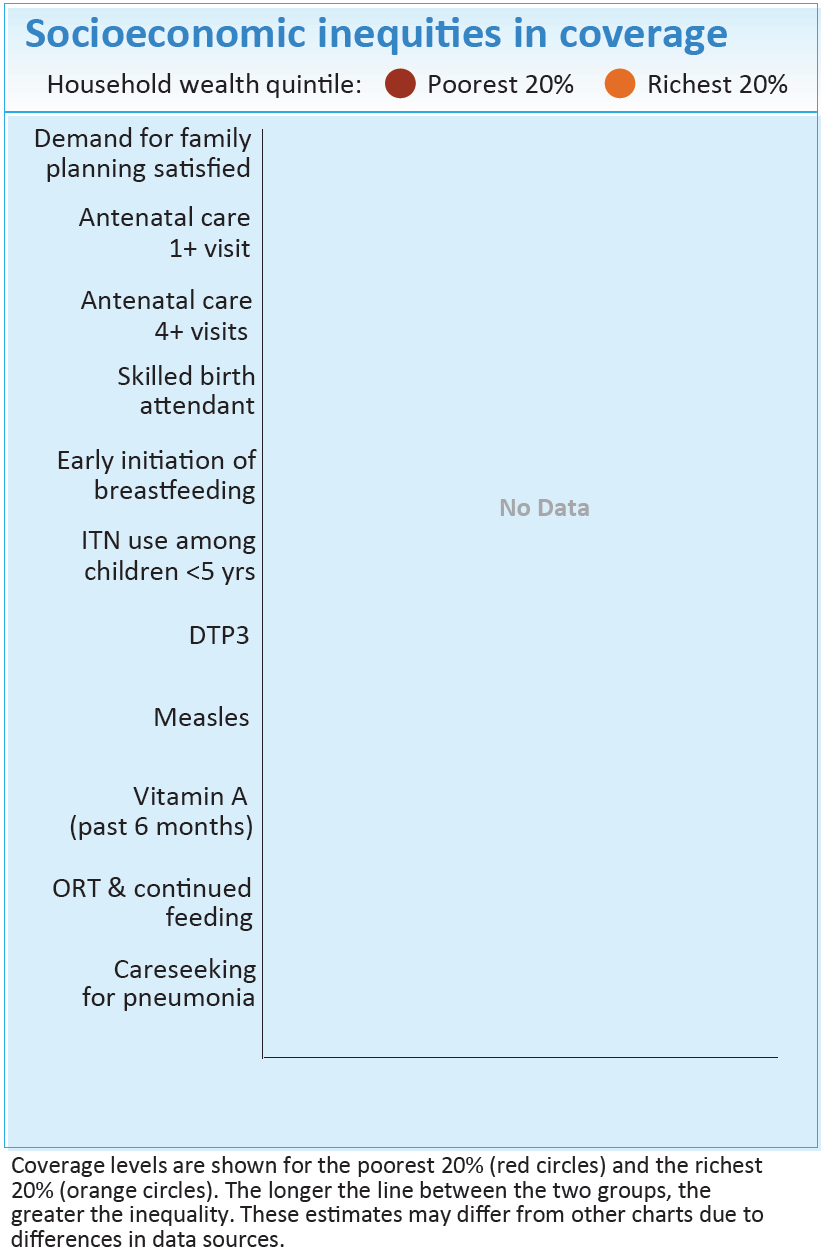 Socioeconomic inequities in coverage
Household wealth quintile: Poorest 20% Richest 20%
Demand for family
planning satisfied
Antenatal care
1+ visit
Antenatal care
4+ visits
Skilled birth
attendant
Early initiation of
breastfeeding
No Data
ITN use among
children <5 yrs
DTP3
Measles
Vitamin A
(past 6 months)
ORT & continued
feeding
Careseeking
for pneumonia
Coverage levels are shown for the poorest 20% (red circles) and the richest
20% (orange circles). The longer the line between the two groups, the
greater the inequality. These estimates may differ from other charts due to
differences in data sources.